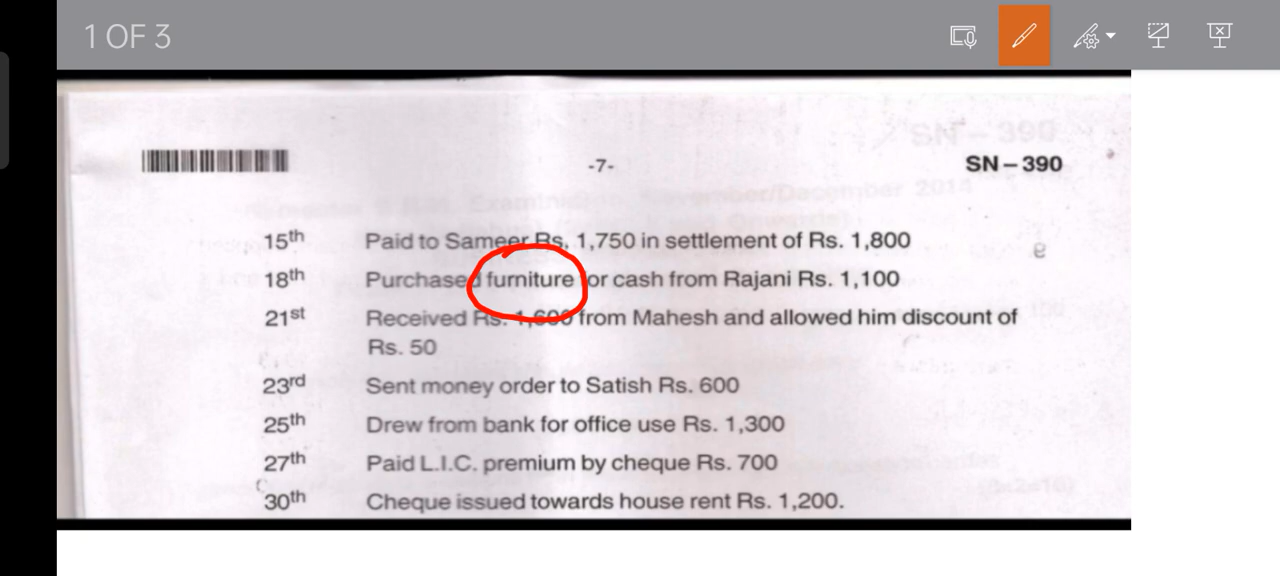 1 OF 3
-7-
SN – 390
15th Paid to Sameer Rs. 1,750 in settlement of Rs. 1,800
18th Purchased furniture for cash from Rajani Rs. 1,100
21st Received Rs. 1,600 from Mahesh and allowed him discount of
Rs. 50
23rd Sent money order to Satish Rs. 600
25th Drew from bank for office use Rs. 1,300
27th Paid L.I.C. premium by cheque Rs. 700
30th Cheque issued towards house rent Rs. 1,200.